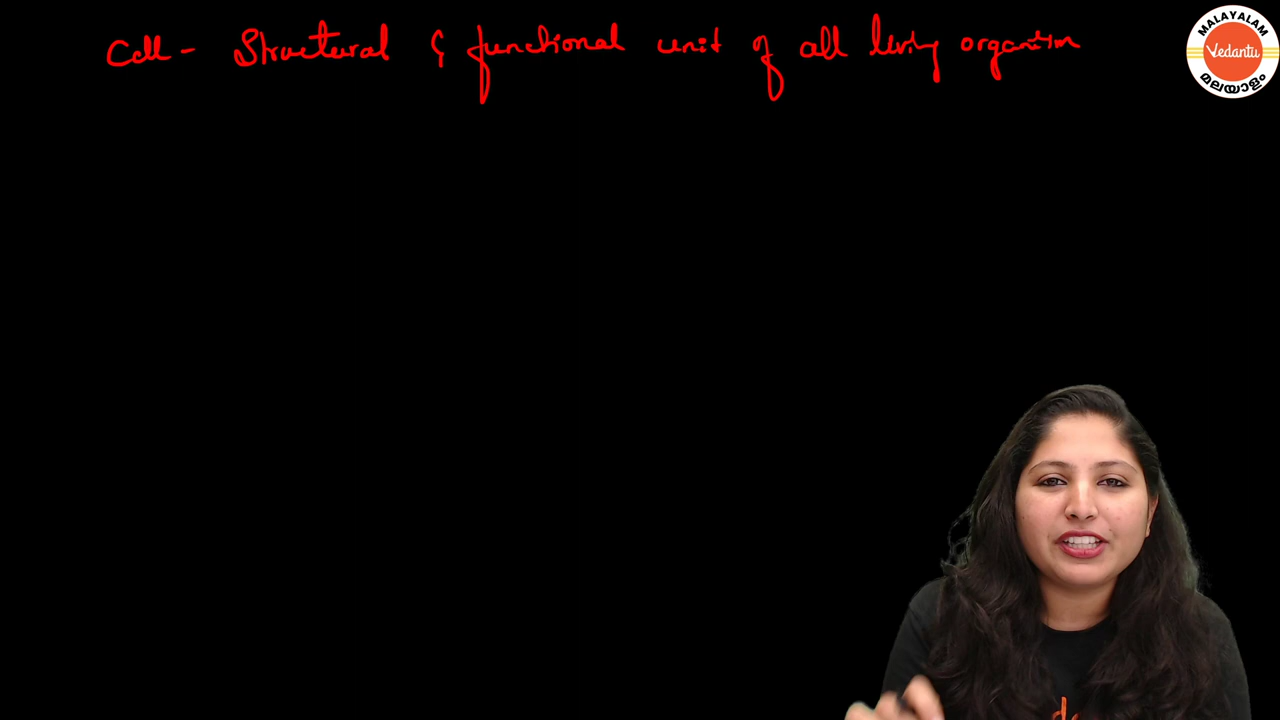 Cell - Structural & functional unit of all living organism
MALAYALAM
Vedantu
മലയാളം